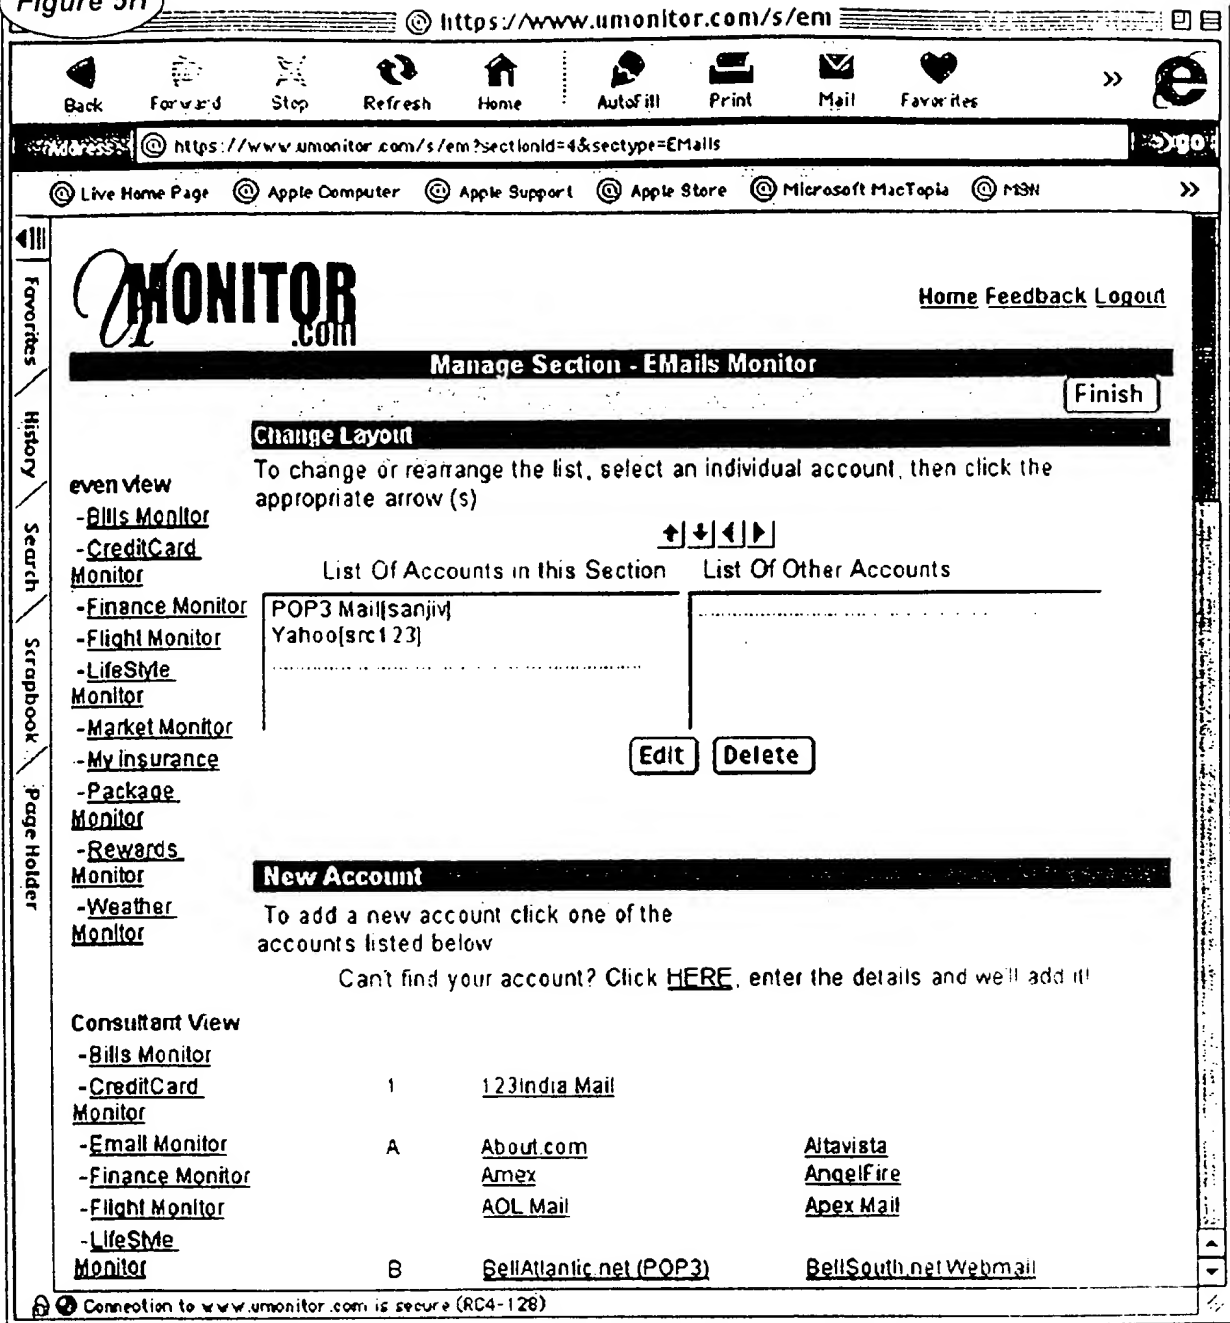 Figure 5H
https://www.umonitor.com/s/em
Back Forward Stop Refresh Home AutoFill Print Mail Favorites >>
Address https://www.umonitor.com/s/em?sectionId=4&sectype=EMails go
Live Home Page Apple Computer Apple Support Apple Store Microsoft MacTopia MSN >>
Favorites
History
Search
Scrapbook
Page Holder
UMONITOR.com
Home Feedback Logout
Manage Section - EMails Monitor
Finish
Change Layout
To change or rearrange the list, select an individual account, then click the
appropriate arrow (s)
List Of Accounts in this Section List Of Other Accounts
POP3 Mail[sanjiv]
Yahoo[src123]
Edit Delete
even view
-Bills Monitor
-CreditCard
Monitor
-Finance Monitor
-Flight Monitor
-LifeStyle
Monitor
-Market Monitor
-My insurance
-Package
Monitor
-Rewards
Monitor
-Weather
Monitor
New Account
To add a new account click one of the
accounts listed below
Can't find your account? Click HERE, enter the details and we'll add it!
Consultant View
-Bills Monitor
-CreditCard
Monitor
-Email Monitor
-Finance Monitor
-Flight Monitor
-LifeStyle
Monitor
1 123india Mail
A About.com Altavista
Amex AngelFire
AOL Mail Apex Mail
B BellAtlantic.net (POP3) BellSouth.net Webmail
Connection to www.umonitor.com is secure (RC4-128)